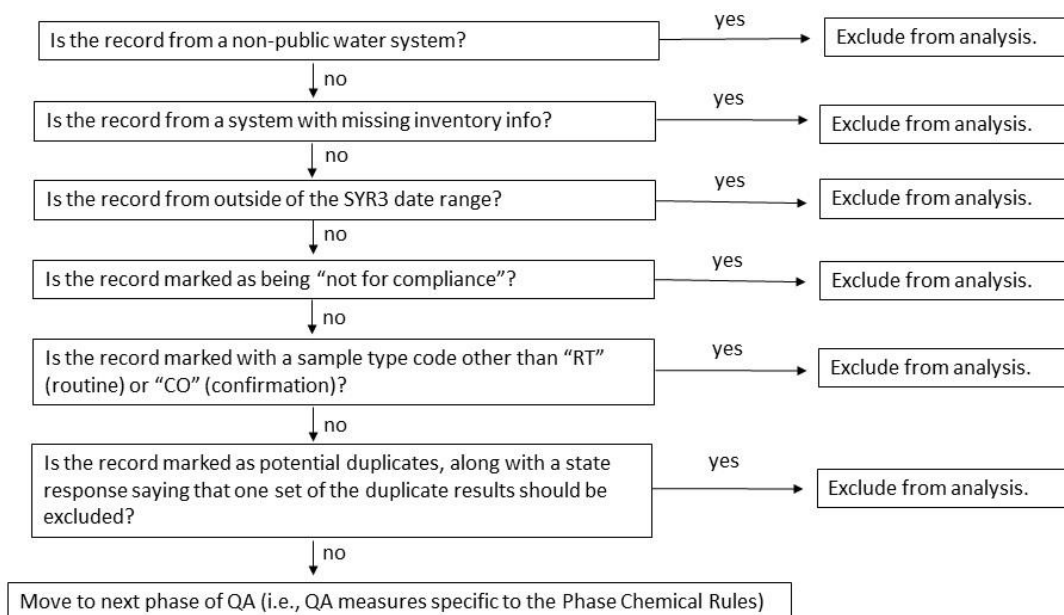 yes
Is the record from a non-public water system?
Exclude from analysis.
no
yes
Is the record from a system with missing inventory info?
Exclude from analysis.
no
yes
Is the record from outside of the SYR3 date range?
Exclude from analysis.
no
yes
Is the record marked as being “not for compliance”?
Exclude from analysis.
no
yes
Is the record marked with a sample type code other than “RT”
(routine) or “CO” (confirmation)?
Exclude from analysis.
no
yes
Is the record marked as potential duplicates, along with a state
response saying that one set of the duplicate results should be
excluded?
Exclude from analysis.
no
Move to next phase of QA (i.e., QA measures specific to the Phase Chemical Rules)